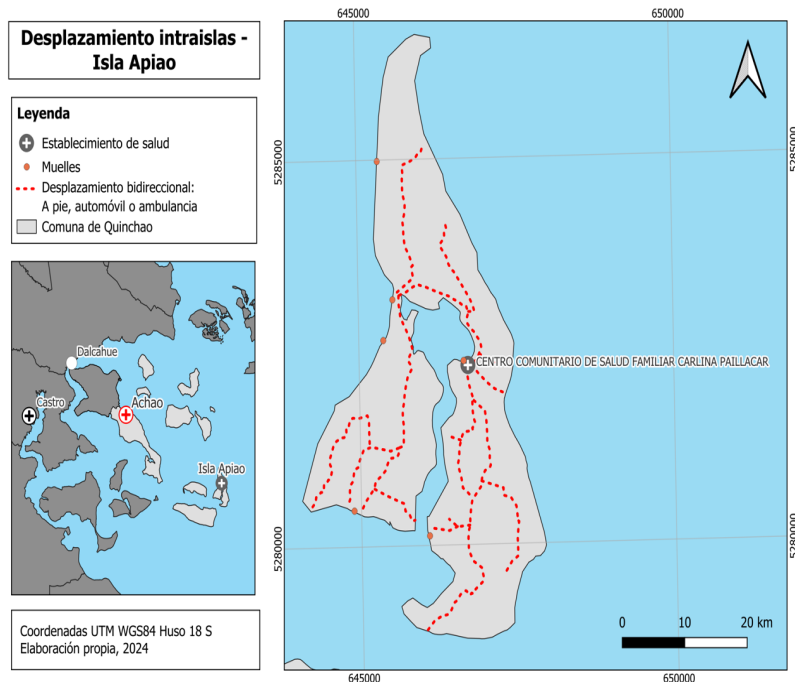 Desplazamiento intraislas -
Isla Apiao
Leyenda
Establecimiento de salud
Muelles
Desplazamiento bidireccional:
A pie, automóvil o ambulancia
Comuna de Quinchao
Dalcahue
Castro
Achao
Isla Apiao
Coordenadas UTM WGS84 Huso 18 S
Elaboración propia, 2024
645000
650000
5285000
5285000
CENTRO COMUNITARIO DE SALUD FAMILIAR CARLINA PAILLACAR
5280000
5280000
0 10 20 km
645000
650000